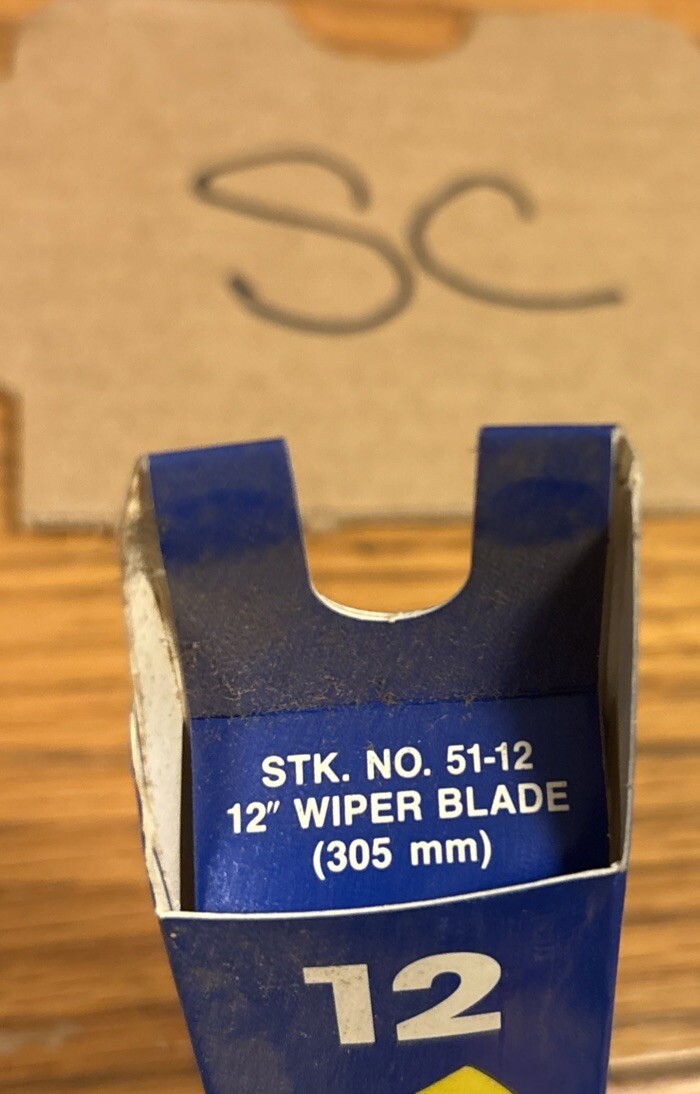 SC
STK. NO. 51-12
12" WIPER BLADE
(305 mm)
12